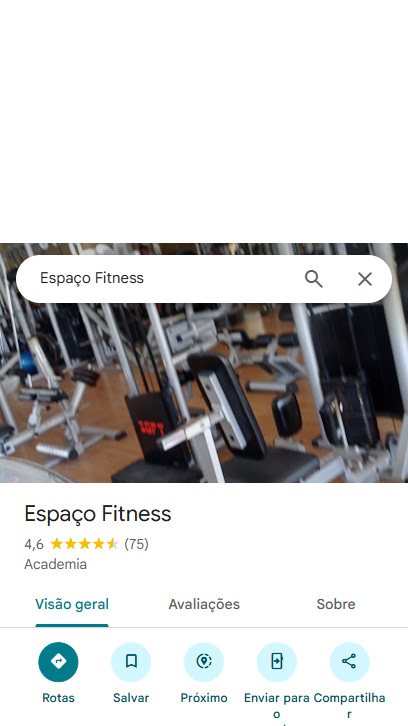 Espaço Fitness
SOFT
Espaço Fitness
4,6 (75)
Academia
Visão geral Avaliações Sobre
Rotas Salvar Próximo Enviar para o Compartilhar